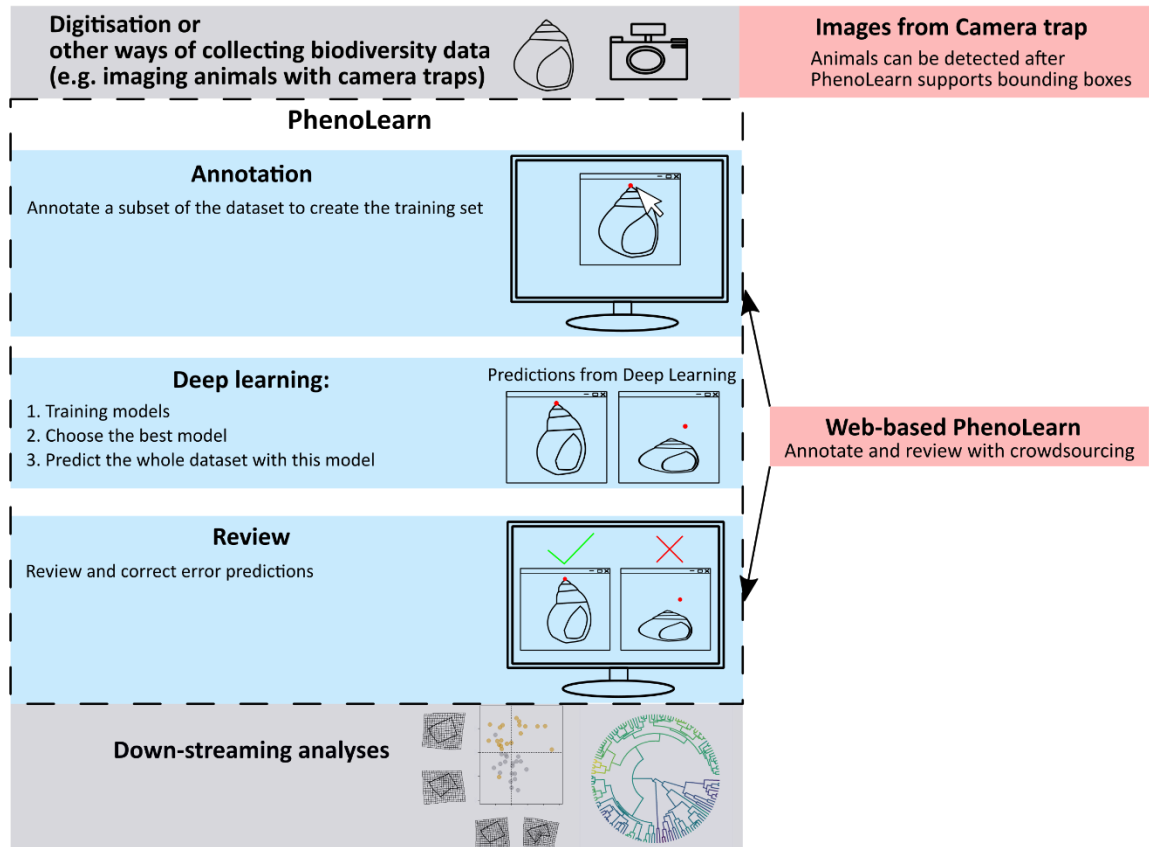 Digitisation or
other ways of collecting biodiversity data
(e.g. imaging animals with camera traps)
Images from Camera trap
Animals can be detected after
PhenoLearn supports bounding boxes
PhenoLearn
Annotation
Annotate a subset of the dataset to create the training set
Deep learning:
1. Training models
2. Choose the best model
3. Predict the whole dataset with this model
Predictions from Deep Learning
Web-based PhenoLearn
Annotate and review with crowdsourcing
Review
Review and correct error predictions
Down-streaming analyses